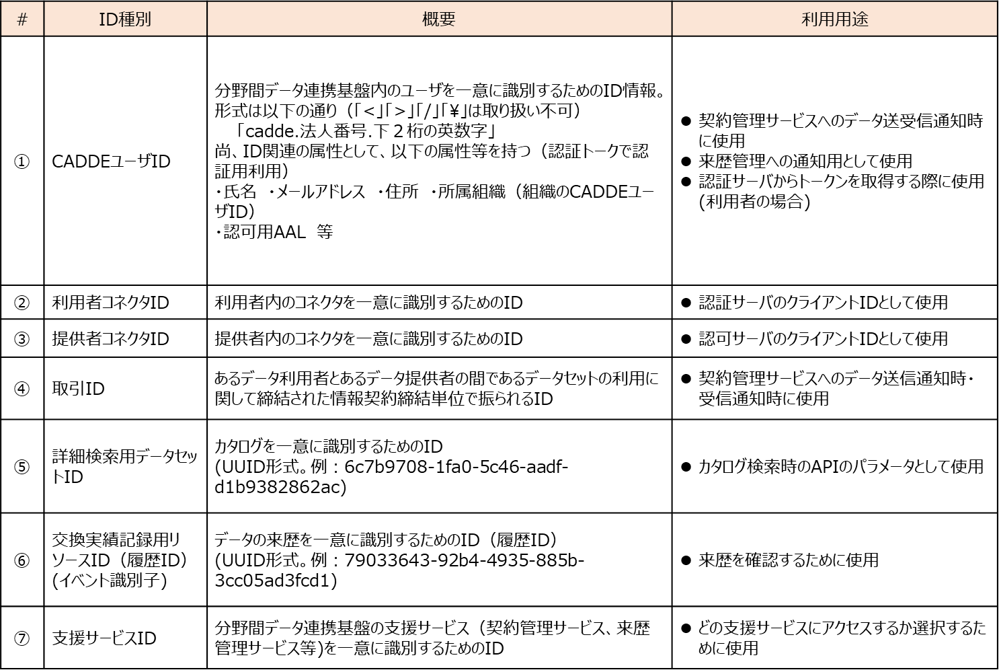 #
ID種別
概要
利用用途
①
CADDEユーザID
分野間データ連携基盤内のユーザを一意に識別するためのID情報。
形式は以下の通り（「<」「>」「/」「¥」は取り扱い不可）
「cadde.法人番号.下２桁の英数字」
尚、ID関連の属性として、以下の属性等を持つ（認証トークで認
証用利用）
・氏名　・メールアドレス　・住所　・所属組織（組織のCADDEユー
ザID）
・認可用AAL　等
● 契約管理サービスへのデータ送受信通知時
に使用
● 来歴管理への通知用として使用
● 認証サーバからトークンを取得する際に使用
(利用者の場合)
②
利用者コネクタID
利用者内のコネクタを一意に識別するためのID
● 認証サーバのクライアントIDとして使用
③
提供者コネクタID
提供者内のコネクタを一意に識別するためのID
● 認可サーバのクライアントIDとして使用
④
取引ID
あるデータ利用者とあるデータ提供者の間であるデータセットの利用に
関して締結された情報契約締結単位で振られるID
● 契約管理サービスへのデータ送信通知時・
受信通知時に使用
⑤
詳細検索用データセッ
トID
カタログを一意に識別するためのID
(UUID形式。例：6c7b9708-1fa0-5c46-aadf-
d1b9382862ac)
● カタログ検索時のAPIのパラメータとして使用
⑥
交換実績記録用リ
ソースID（履歴ID）
(イベント識別子)
データの来歴を一意に識別するためのID（履歴ID）
(UUID形式。例：79033643-92b4-4935-885b-
3cc05ad3fcd1)
● 来歴を確認するために使用
⑦
支援サービスID
分野間データ連携基盤の支援サービス（契約管理サービス、来歴
管理サービス等)を一意に識別するためのID
● どの支援サービスにアクセスするか選択するた
めに使用